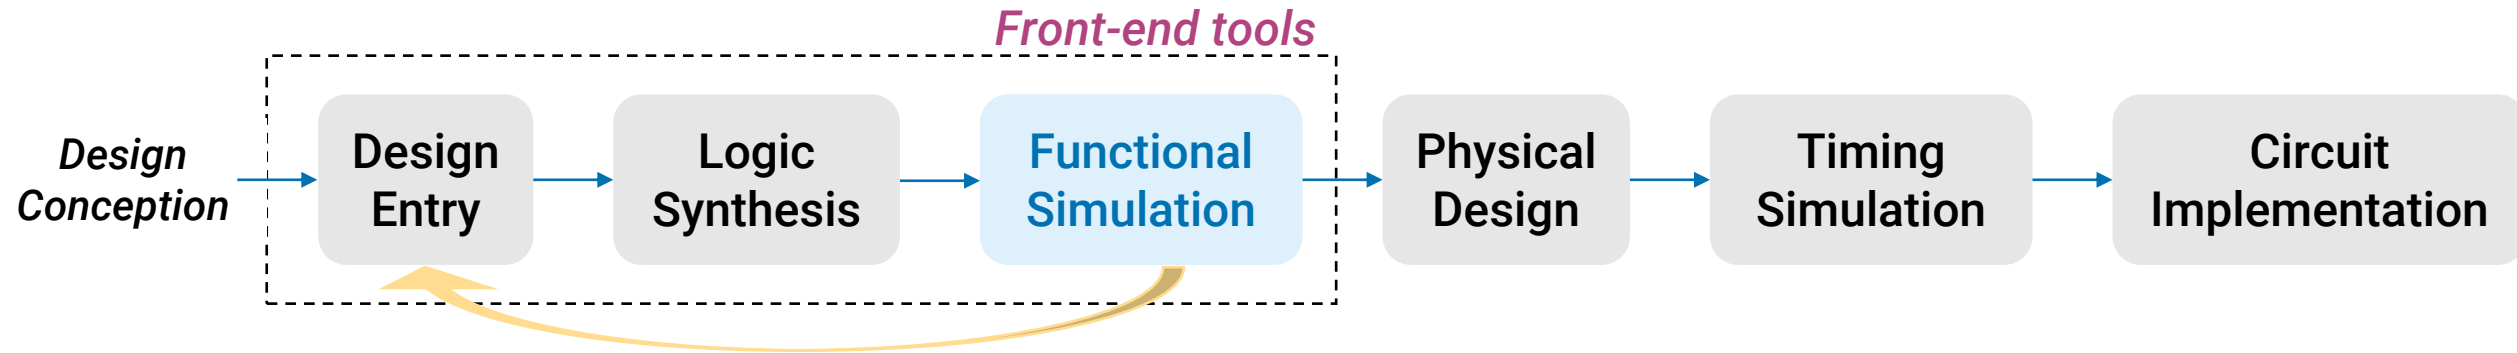 Front-end tools
Design
Conception
Design
Entry
Logic
Synthesis
Functional
Simulation
Physical
Design
Timing
Simulation
Circuit
Implementation